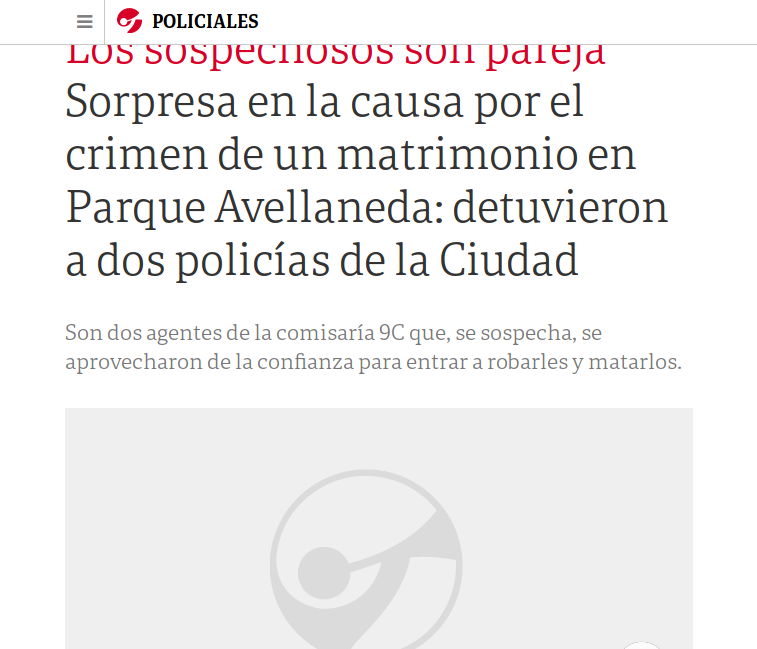 POLICIALES
Los sospechosos son pareja
Sorpresa en la causa por el
crimen de un matrimonio en
Parque Avellaneda: detuvieron
a dos policías de la Ciudad
Son dos agentes de la comisaría 9C que, se sospecha, se
aprovecharon de la confianza para entrar a robarles y matarlos.